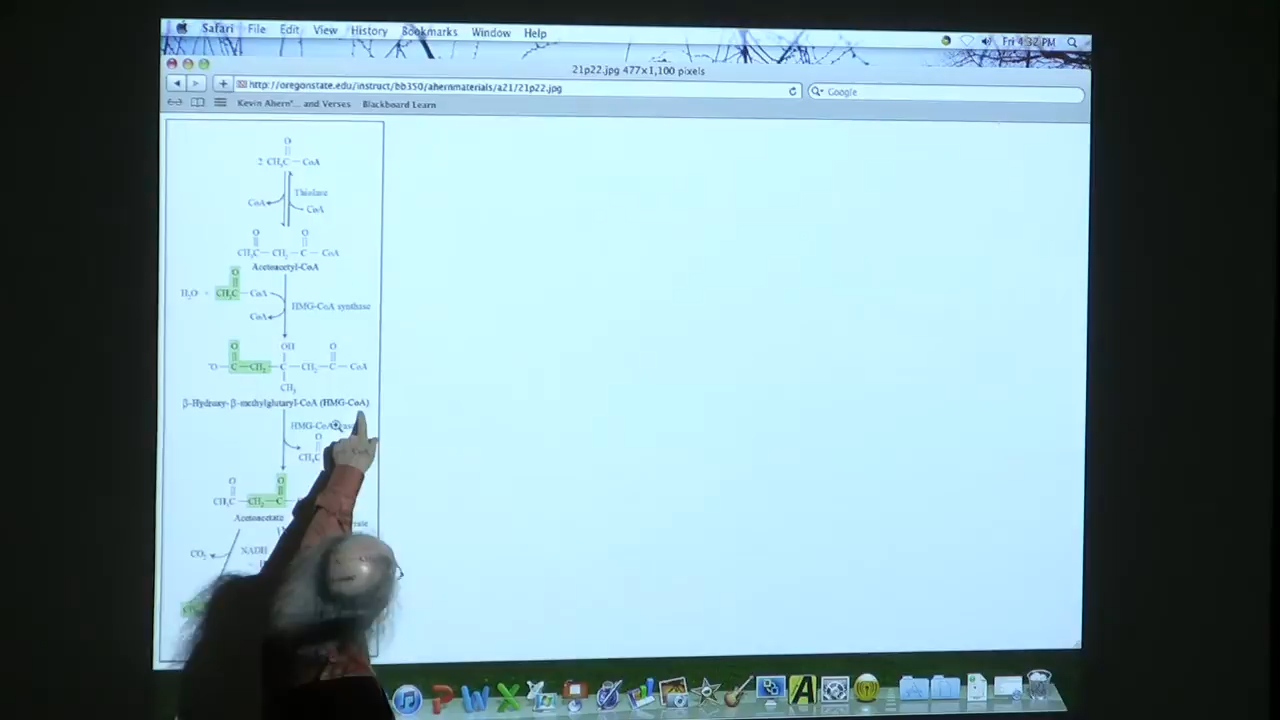 Safari File Edit View History Bookmarks Window Help
Fri 4:32 PM
21p22.jpg 477×1,100 pixels
http://oregonstate.edu/instruct/bb350/ahernmaterials/a21/21p22.jpg
Google
Kevin Ahern'... and Verses Blackboard Learn
O
2 CH₃C — CoA
Thiolase
CoA
CoA
O O
CH₃C — CH₂ — C — CoA
Acetoacetyl-CoA
O
H₂O + CH₃C — CoA
HMG-CoA synthase
CoA
O OH O
⁻O — C — CH₂ — C — CH₂ — C — CoA
CH₃
β-Hydroxy-β-methylglutaryl-CoA (HMG-CoA)
HMG-CoA
O
CH₃C CoA
O O
CH₃C — CH₂ — C
Acetoacetate
CO₂ NADH